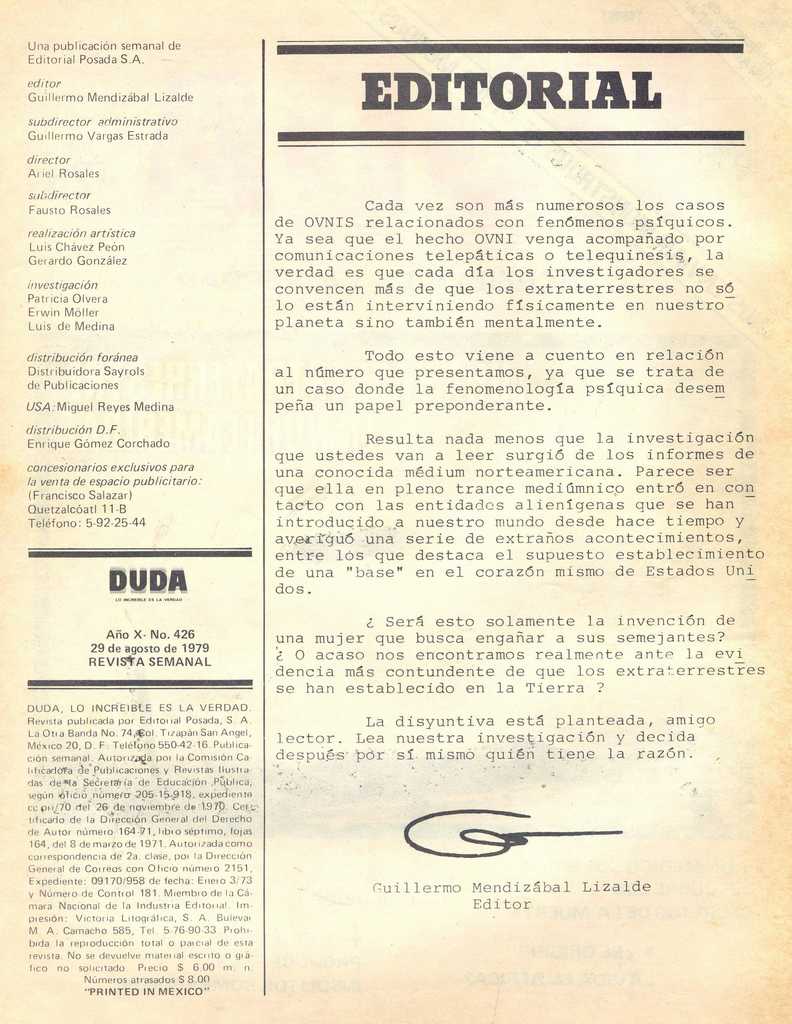 Una publicación semanal de
Editorial Posada S.A.
editor
Guillermo Mendizábal Lizalde
subdirector administrativo
Guillermo Vargas Estrada
director
Ariel Rosales
subdirector
Fausto Rosales
realización artística
Luis Chávez Peón
Gerardo González
investigación
Patricia Olvera
Erwin Möller
Luis de Medina
distribución foránea
Distribuidora Sayrols
de Publicaciones
USA: Miguel Reyes Medina
distribución D.F.
Enrique Gómez Corchado
concesionarios exclusivos para
la venta de espacio publicitario:
(Francisco Salazar)
Quetzalcóatl 11-B
Teléfono: 5-92-25-44
DUDA
LO INCREIBLE ES LA VERDAD
Año X- No. 426
29 de agosto de 1979
REVISTA SEMANAL
DUDA, LO INCREIBLE ES LA VERDAD.
Revista publicada por Editorial Posada, S. A.
La Otra Banda No. 74, Col. Tizapán San Angel,
México 20, D. F. Teléfono 550-42-16. Publica-
ción semanal. Autorizada por la Comisión Ca-
lificadora de Publicaciones y Revistas Ilustra-
das de la Secretaría de Educación Pública,
según oficio número 205-15-918, expediente
cc pri/70 del 26 de noviembre de 1970. Cer-
tificado de la Dirección General del Derecho
de Autor número 164-71, libro séptimo, fojas
164, del 8 de marzo de 1971. Autorizada como
correspondencia de 2a. clase, por la Dirección
General de Correos con Oficio número 2151,
Expediente: 09170/958 de fecha: Enero 3/73
y Número de Control 181. Miembro de la Cá-
mara Nacional de la Industria Editorial. Im-
presión: Victoria Litográfica, S. A. Bulevar
M. A. Camacho 585, Tel. 5-76-90-33. Prohi-
bida la reproducción total o parcial de esta
revista. No se devuelve material escrito o grá-
fico no solicitado. Precio $ 6.00 m. n.
Números atrasados $ 8.00
"PRINTED IN MEXICO"
EDITORIAL
Cada vez son más numerosos los casos
de OVNIS relacionados con fenómenos psíquicos.
Ya sea que el hecho OVNI venga acompañado por
comunicaciones telepáticas o telequinesis, la
verdad es que cada día los investigadores se
convencen más de que los extraterrestres no só
lo están interviniendo físicamente en nuestro
planeta sino también mentalmente.
Todo esto viene a cuento en relación
al número que presentamos, ya que se trata de
un caso donde la fenomenología psíquica desem
peña un papel preponderante.
Resulta nada menos que la investigación
que ustedes van a leer surgió de los informes de
una conocida médium norteamericana. Parece ser
que ella en pleno trance mediúmnico entró en con
tacto con las entidades alienígenas que se han
introducido a nuestro mundo desde hace tiempo y
averiguó una serie de extraños acontecimientos,
entre los que destaca el supuesto establecimiento
de una "base" en el corazón mismo de Estados Uni
dos.
¿ Será esto solamente la invención de
una mujer que busca engañar a sus semejantes?
¿ O acaso nos encontramos realmente ante la evi
dencia más contundente de que los extraterrestres
se han establecido en la Tierra ?
La disyuntiva está planteada, amigo
lector. Lea nuestra investigación y decida
después por sí mismo quién tiene la razón.
Guillermo Mendizábal Lizalde
Editor